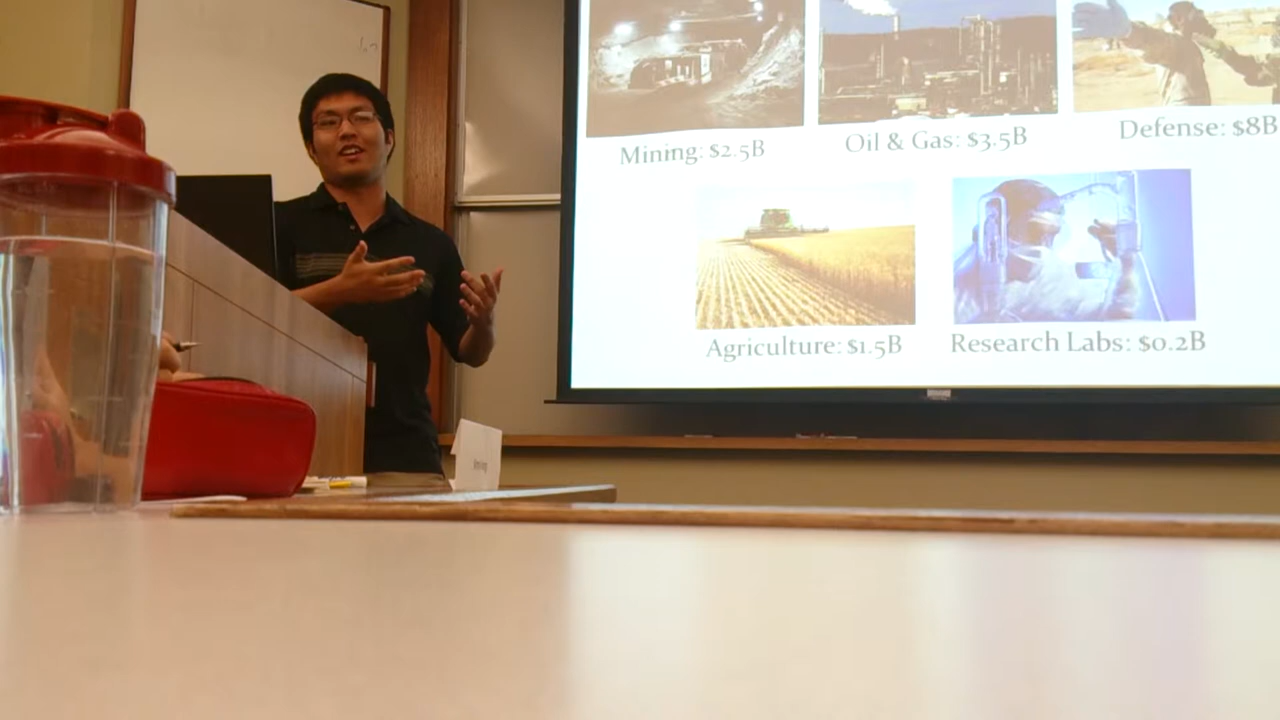 Mining: $2.5B
Oil & Gas: $3.5B
Defense: $8B
Agriculture: $1.5B
Research Labs: $0.2B